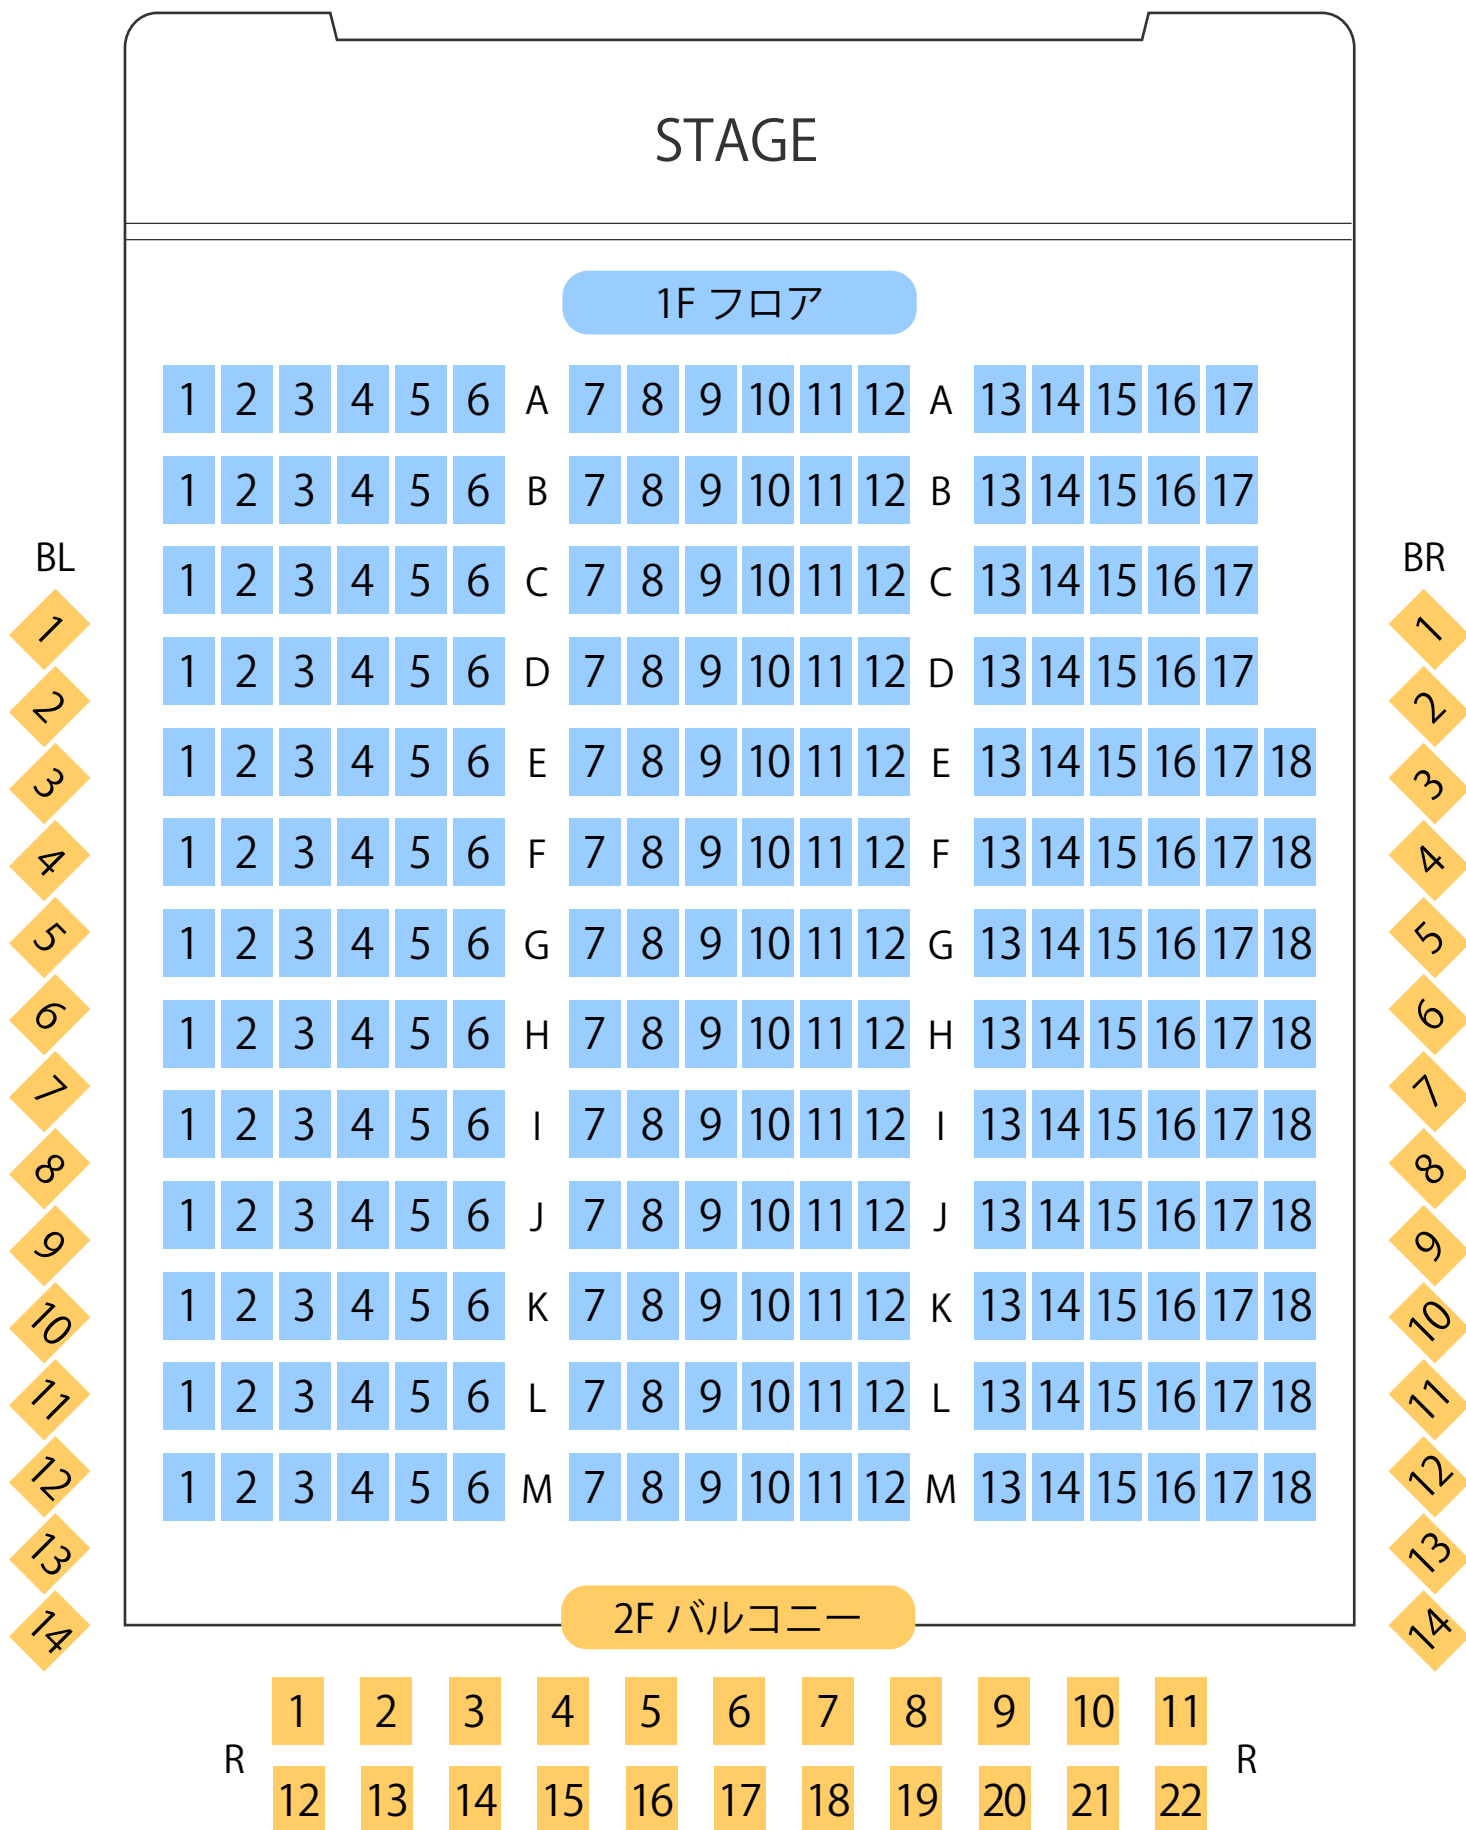 STAGE
1F フロア
1 2 3 4 5 6 A 7 8 9 10 11 12 A 13 14 15 16 17
1 2 3 4 5 6 B 7 8 9 10 11 12 B 13 14 15 16 17
1 2 3 4 5 6 C 7 8 9 10 11 12 C 13 14 15 16 17
1 2 3 4 5 6 D 7 8 9 10 11 12 D 13 14 15 16 17
1 2 3 4 5 6 E 7 8 9 10 11 12 E 13 14 15 16 17 18
1 2 3 4 5 6 F 7 8 9 10 11 12 F 13 14 15 16 17 18
1 2 3 4 5 6 G 7 8 9 10 11 12 G 13 14 15 16 17 18
1 2 3 4 5 6 H 7 8 9 10 11 12 H 13 14 15 16 17 18
1 2 3 4 5 6 I 7 8 9 10 11 12 I 13 14 15 16 17 18
1 2 3 4 5 6 J 7 8 9 10 11 12 J 13 14 15 16 17 18
1 2 3 4 5 6 K 7 8 9 10 11 12 K 13 14 15 16 17 18
1 2 3 4 5 6 L 7 8 9 10 11 12 L 13 14 15 16 17 18
1 2 3 4 5 6 M 7 8 9 10 11 12 M 13 14 15 16 17 18
BL
1
2
3
4
5
6
7
8
9
10
11
12
13
14
BR
1
2
3
4
5
6
7
8
9
10
11
12
13
14
2F バルコニー
1 2 3 4 5 6 7 8 9 10 11
R R
12 13 14 15 16 17 18 19 20 21 22